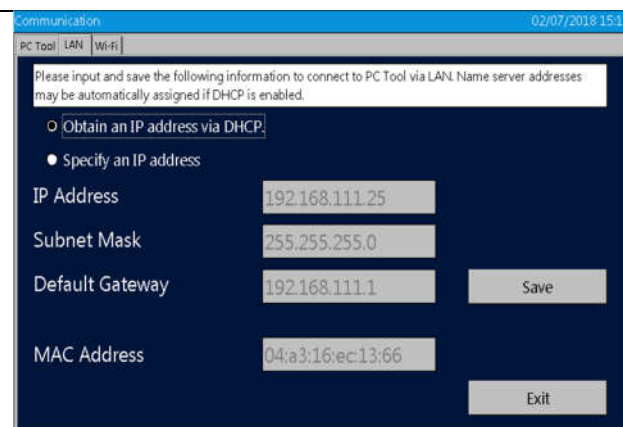 Communication 02/07/2018 15:1
PC Tool LAN Wi-Fi
Please input and save the following information to connect to PC Tool via LAN. Name server addresses
may be automatically assigned if DHCP is enabled.
Obtain an IP address via DHCP.
Specify an IP address
IP Address 192.168.111.25
Subnet Mask 255.255.255.0
Default Gateway 192.168.111.1 Save
MAC Address 04:a3:16:ec:13:66
Exit